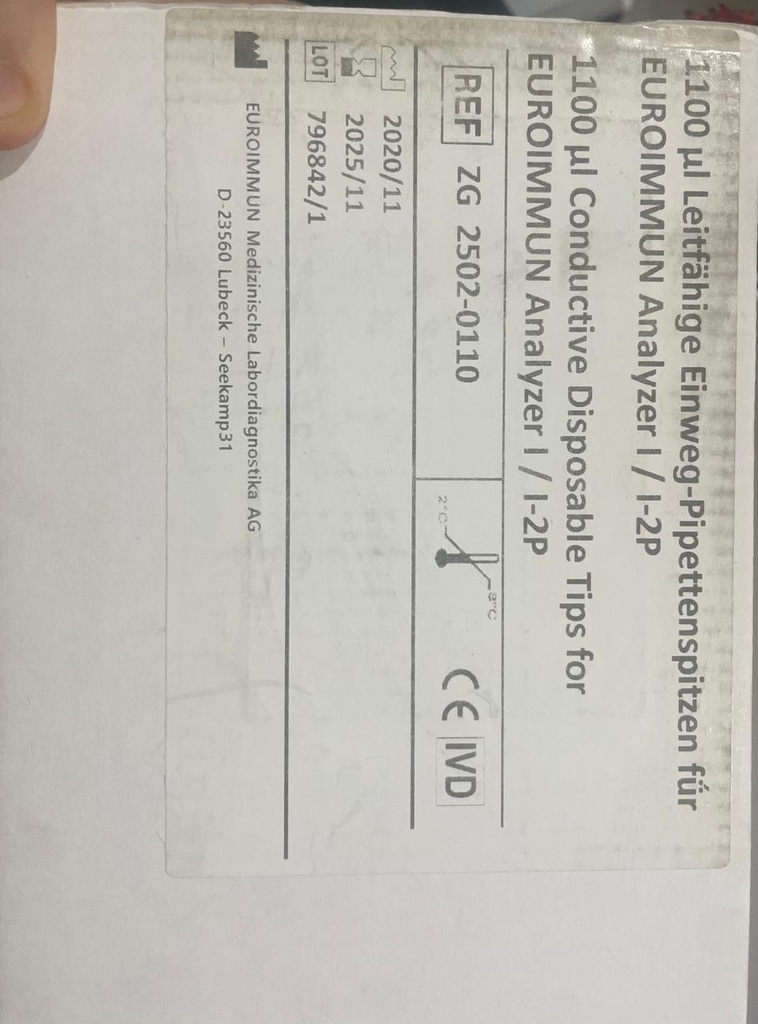 1100 µl Leitfähige Einweg-Pipettenspitzen für
EUROIMMUN Analyzer I / I-2P
1100 µl Conductive Disposable Tips for
EUROIMMUN Analyzer I / I-2P
REF ZG 2502-0110
2°C 8°C CE IVD
2020/11
2025/11
LOT 796842/1
EUROIMMUN Medizinische Labordiagnostika AG
D-23560 Lubeck – Seekamp31